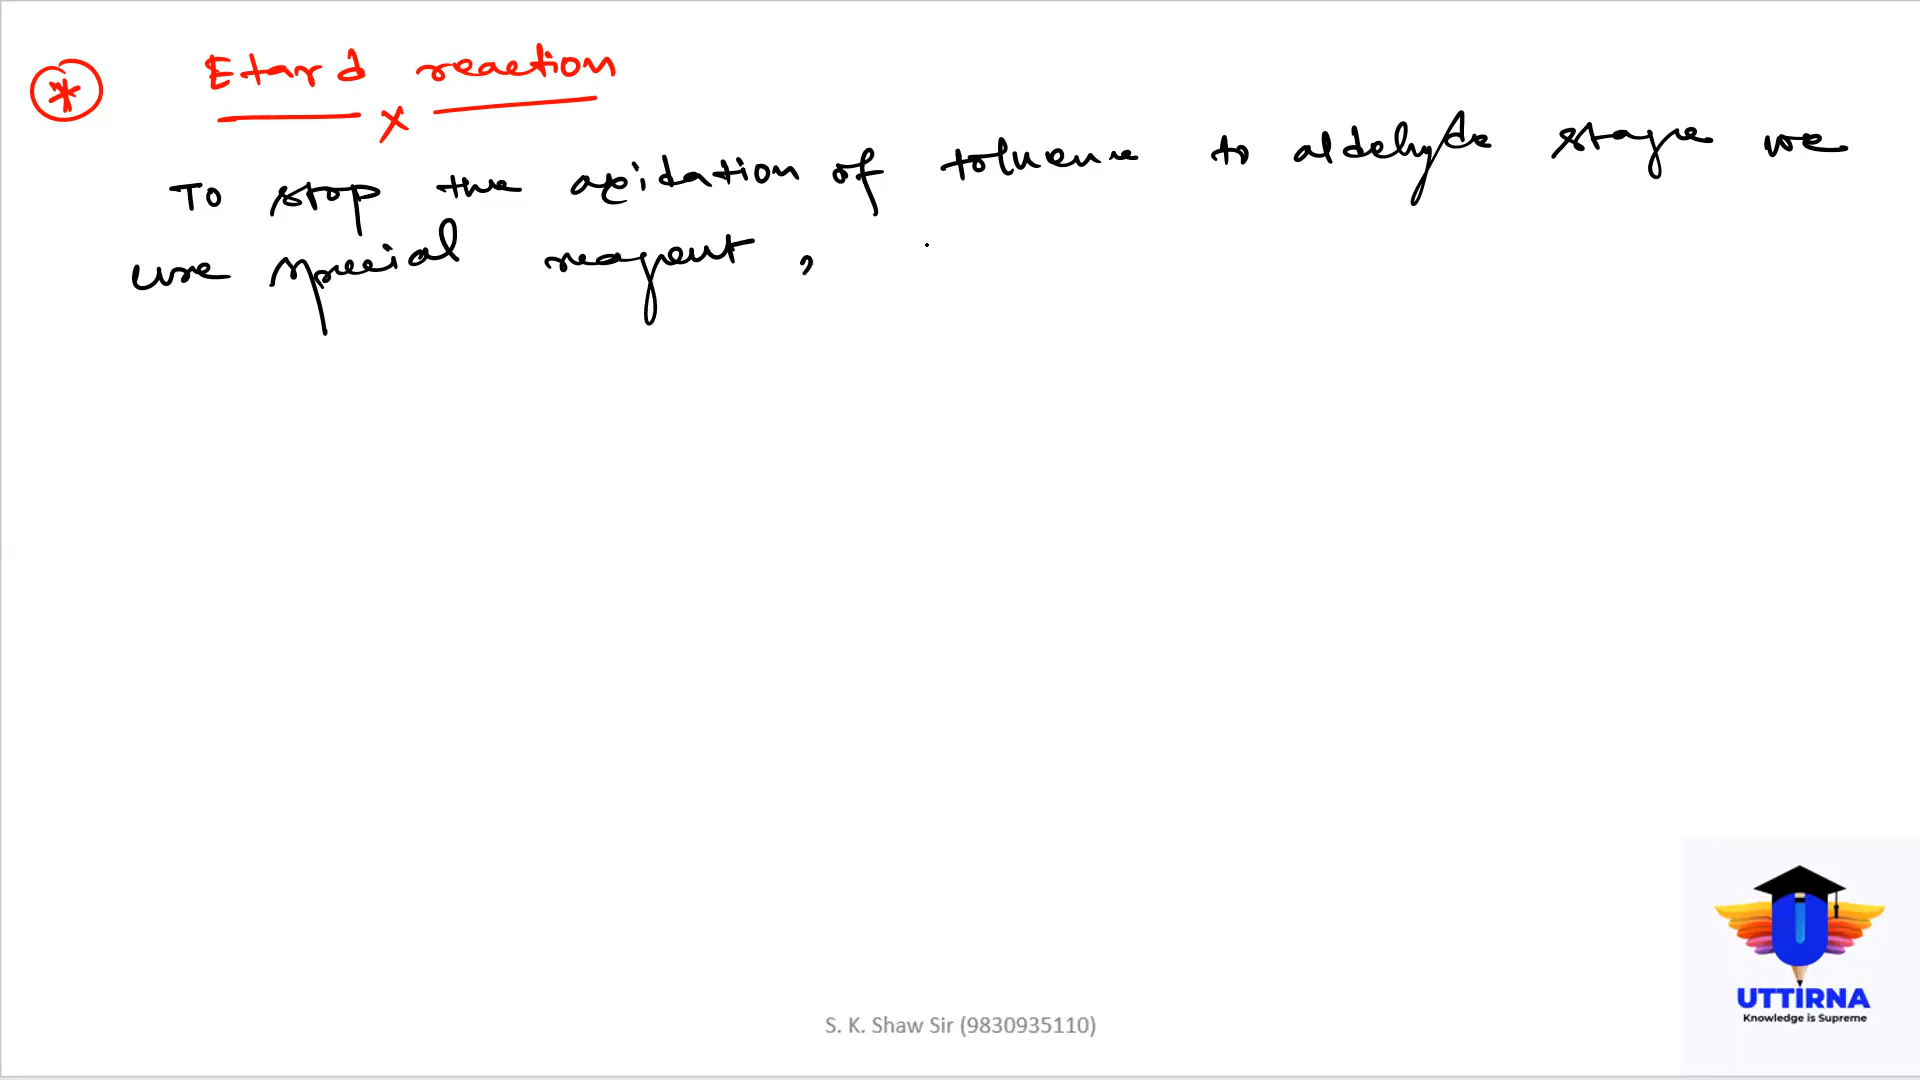 * Etard reaction
x
To stop the oxidation of toluene to aldehyde stage we
use special reagent,
UTTIRNA
Knowledge is Supreme
S. K. Shaw Sir (9830935110)